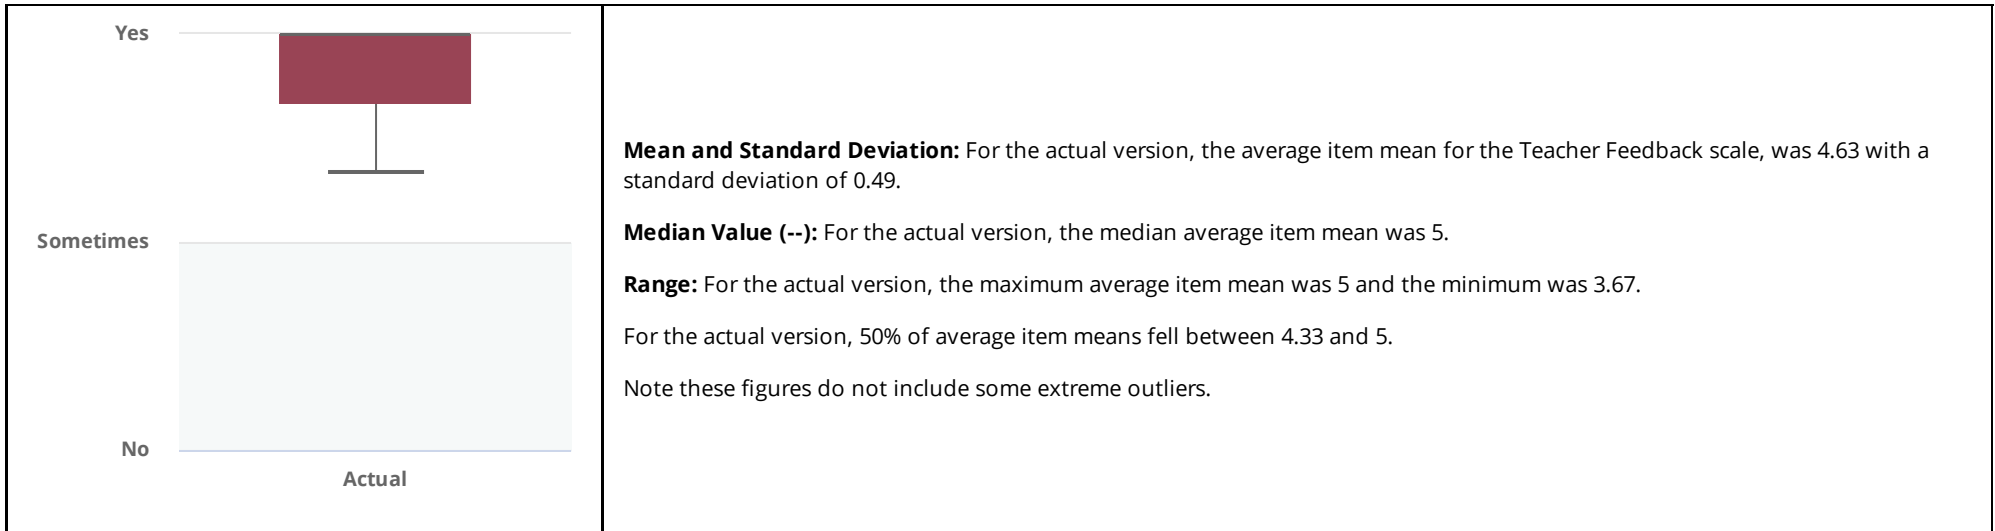 Yes
Sometimes
No
Actual
Mean and Standard Deviation: For the actual version, the average item mean for the Teacher Feedback scale, was 4.63 with a
standard deviation of 0.49.
Median Value (--): For the actual version, the median average item mean was 5.
Range: For the actual version, the maximum average item mean was 5 and the minimum was 3.67.
For the actual version, 50% of average item means fell between 4.33 and 5.
Note these figures do not include some extreme outliers.